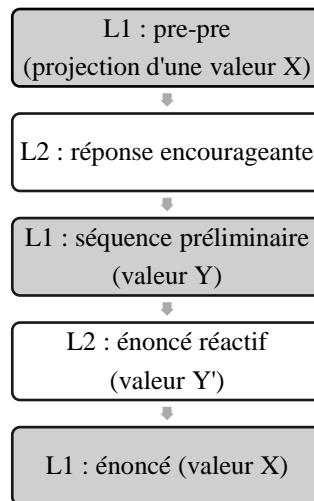 L1 : pre-pre
(projection d'une valeur X)
L2 : réponse encourageante
L1 : séquence préliminaire
(valeur Y)
L2 : énoncé réactif
(valeur Y')
L1 : énoncé (valeur X)